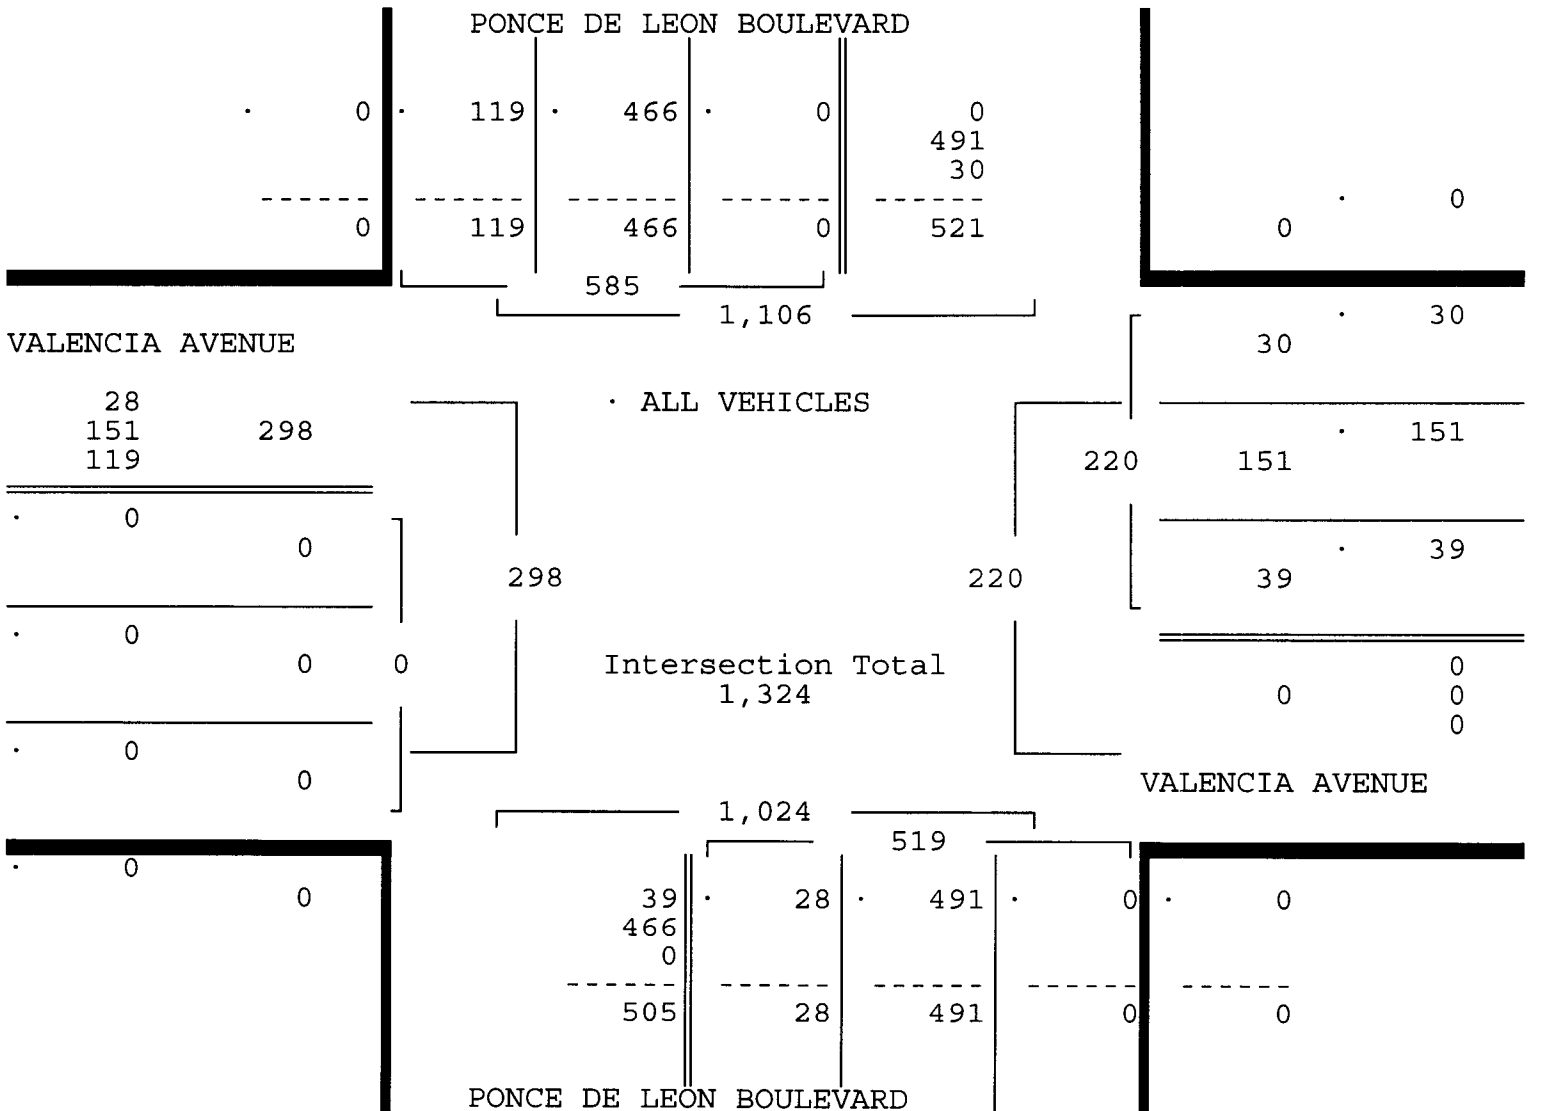 PONCE DE LEON BOULEVARD
· 0 · 119 · 466 · 0 0
491
30
------ ------ ------ ------ ------ · 0
0 119 466 0 521 0
585
1,106 · 30
VALENCIA AVENUE 30
28 · ALL VEHICLES
151 298 · 151
119 220 151
· 0
0 · 39
298 220 39
· 0
0 0 Intersection Total 0
1,324 0 0
0
· 0
0 VALENCIA AVENUE
1,024
519
· 0
0 39 · 28 · 491 · 0 · 0
466
0
------ ------ ------ ------ ------
505 28 491 0 0
PONCE DE LEON BOULEVARD